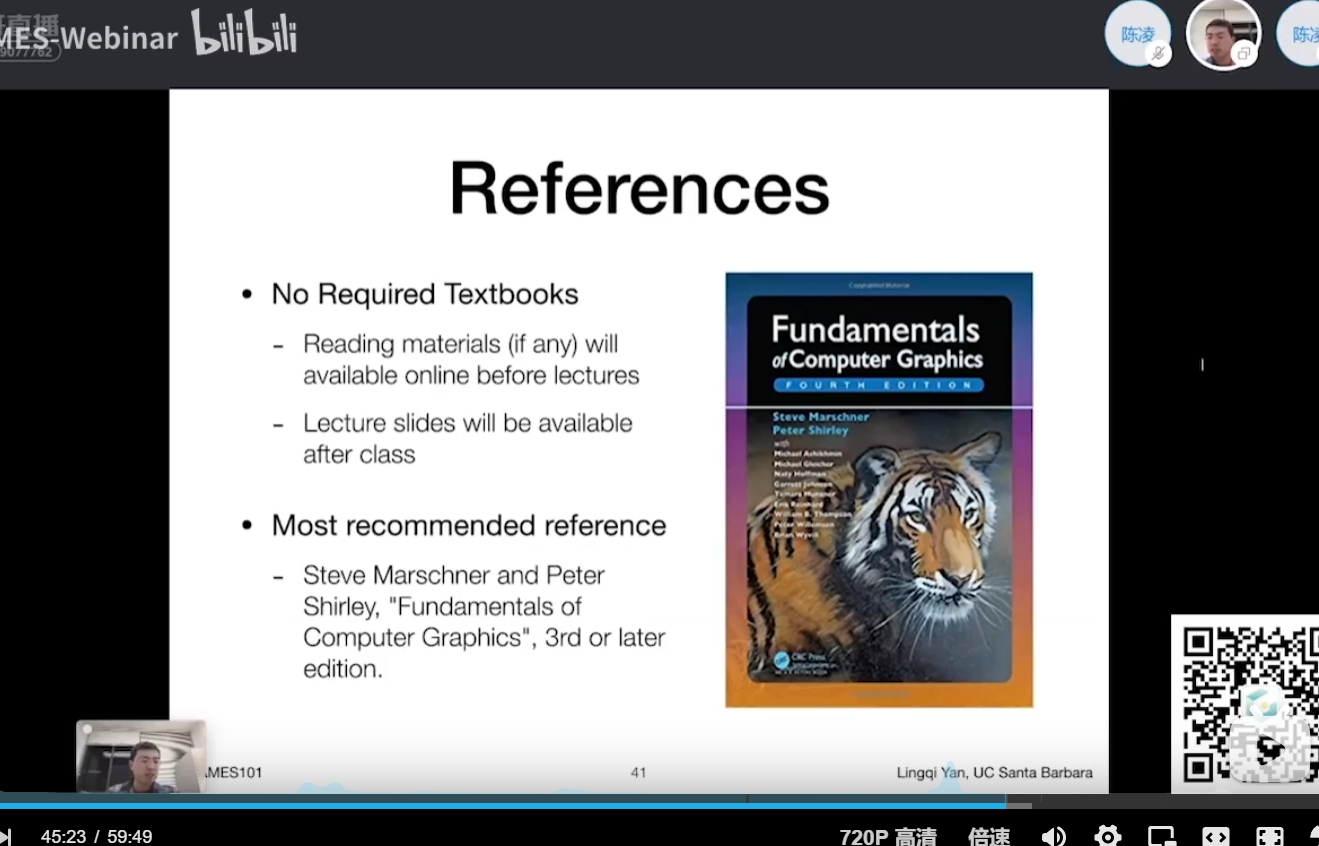 MES-Webinar bilibili
9077762
陈凌
陈凌
References
• No Required Textbooks
- Reading materials (if any) will
available online before lectures
- Lecture slides will be available
after class
• Most recommended reference
- Steve Marschner and Peter
Shirley, "Fundamentals of
Computer Graphics", 3rd or later
edition.
Copyrighted Material
Fundamentals
of Computer Graphics
FOURTH EDITION
Steve Marschner
Peter Shirley
with
Michael Ashikhmin
Michael Gleicher
Naty Hoffman
Garrett Johnson
Tamara Munzner
Erik Reinhard
William B. Thompson
Peter Willemsen
Brian Wyvill
CRC Press
AMES101
41
Lingqi Yan, UC Santa Barbara
45:23 / 59:49
720P 高清
倍速